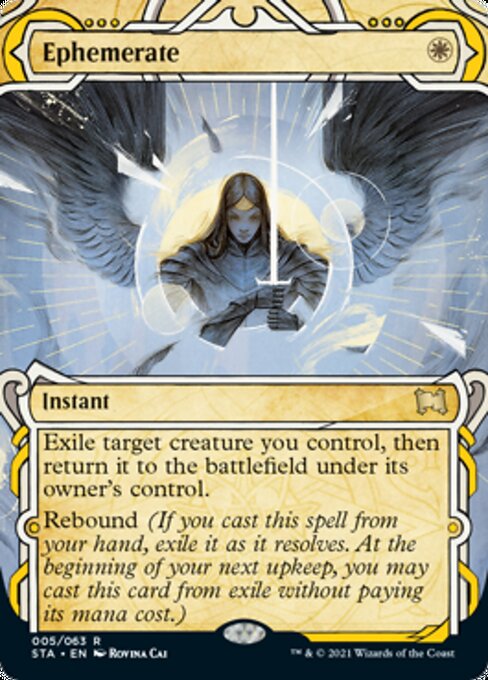 Ephemerate
Instant
Exile target creature you control, then
return it to the battlefield under its
owner's control.
Rebound (If you cast this spell from
your hand, exile it as it resolves. At the
beginning of your next upkeep, you may
cast this card from exile without paying
its mana cost.)
005/063 R
STA • EN Rovina Cai
™ & © 2021 Wizards of the Coast